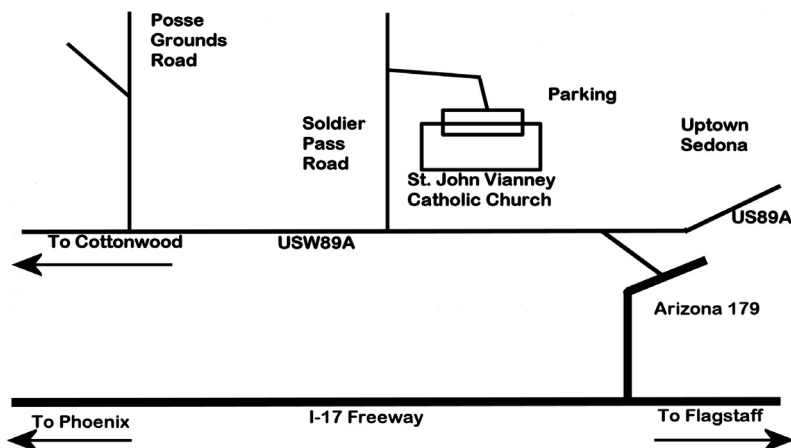 Posse
Grounds
Road
Parking
Soldier
Pass
Road
Uptown
Sedona
St. John Vianney
Catholic Church
US89A
To Cottonwood
USW89A
Arizona 179
To Phoenix
I-17 Freeway
To Flagstaff